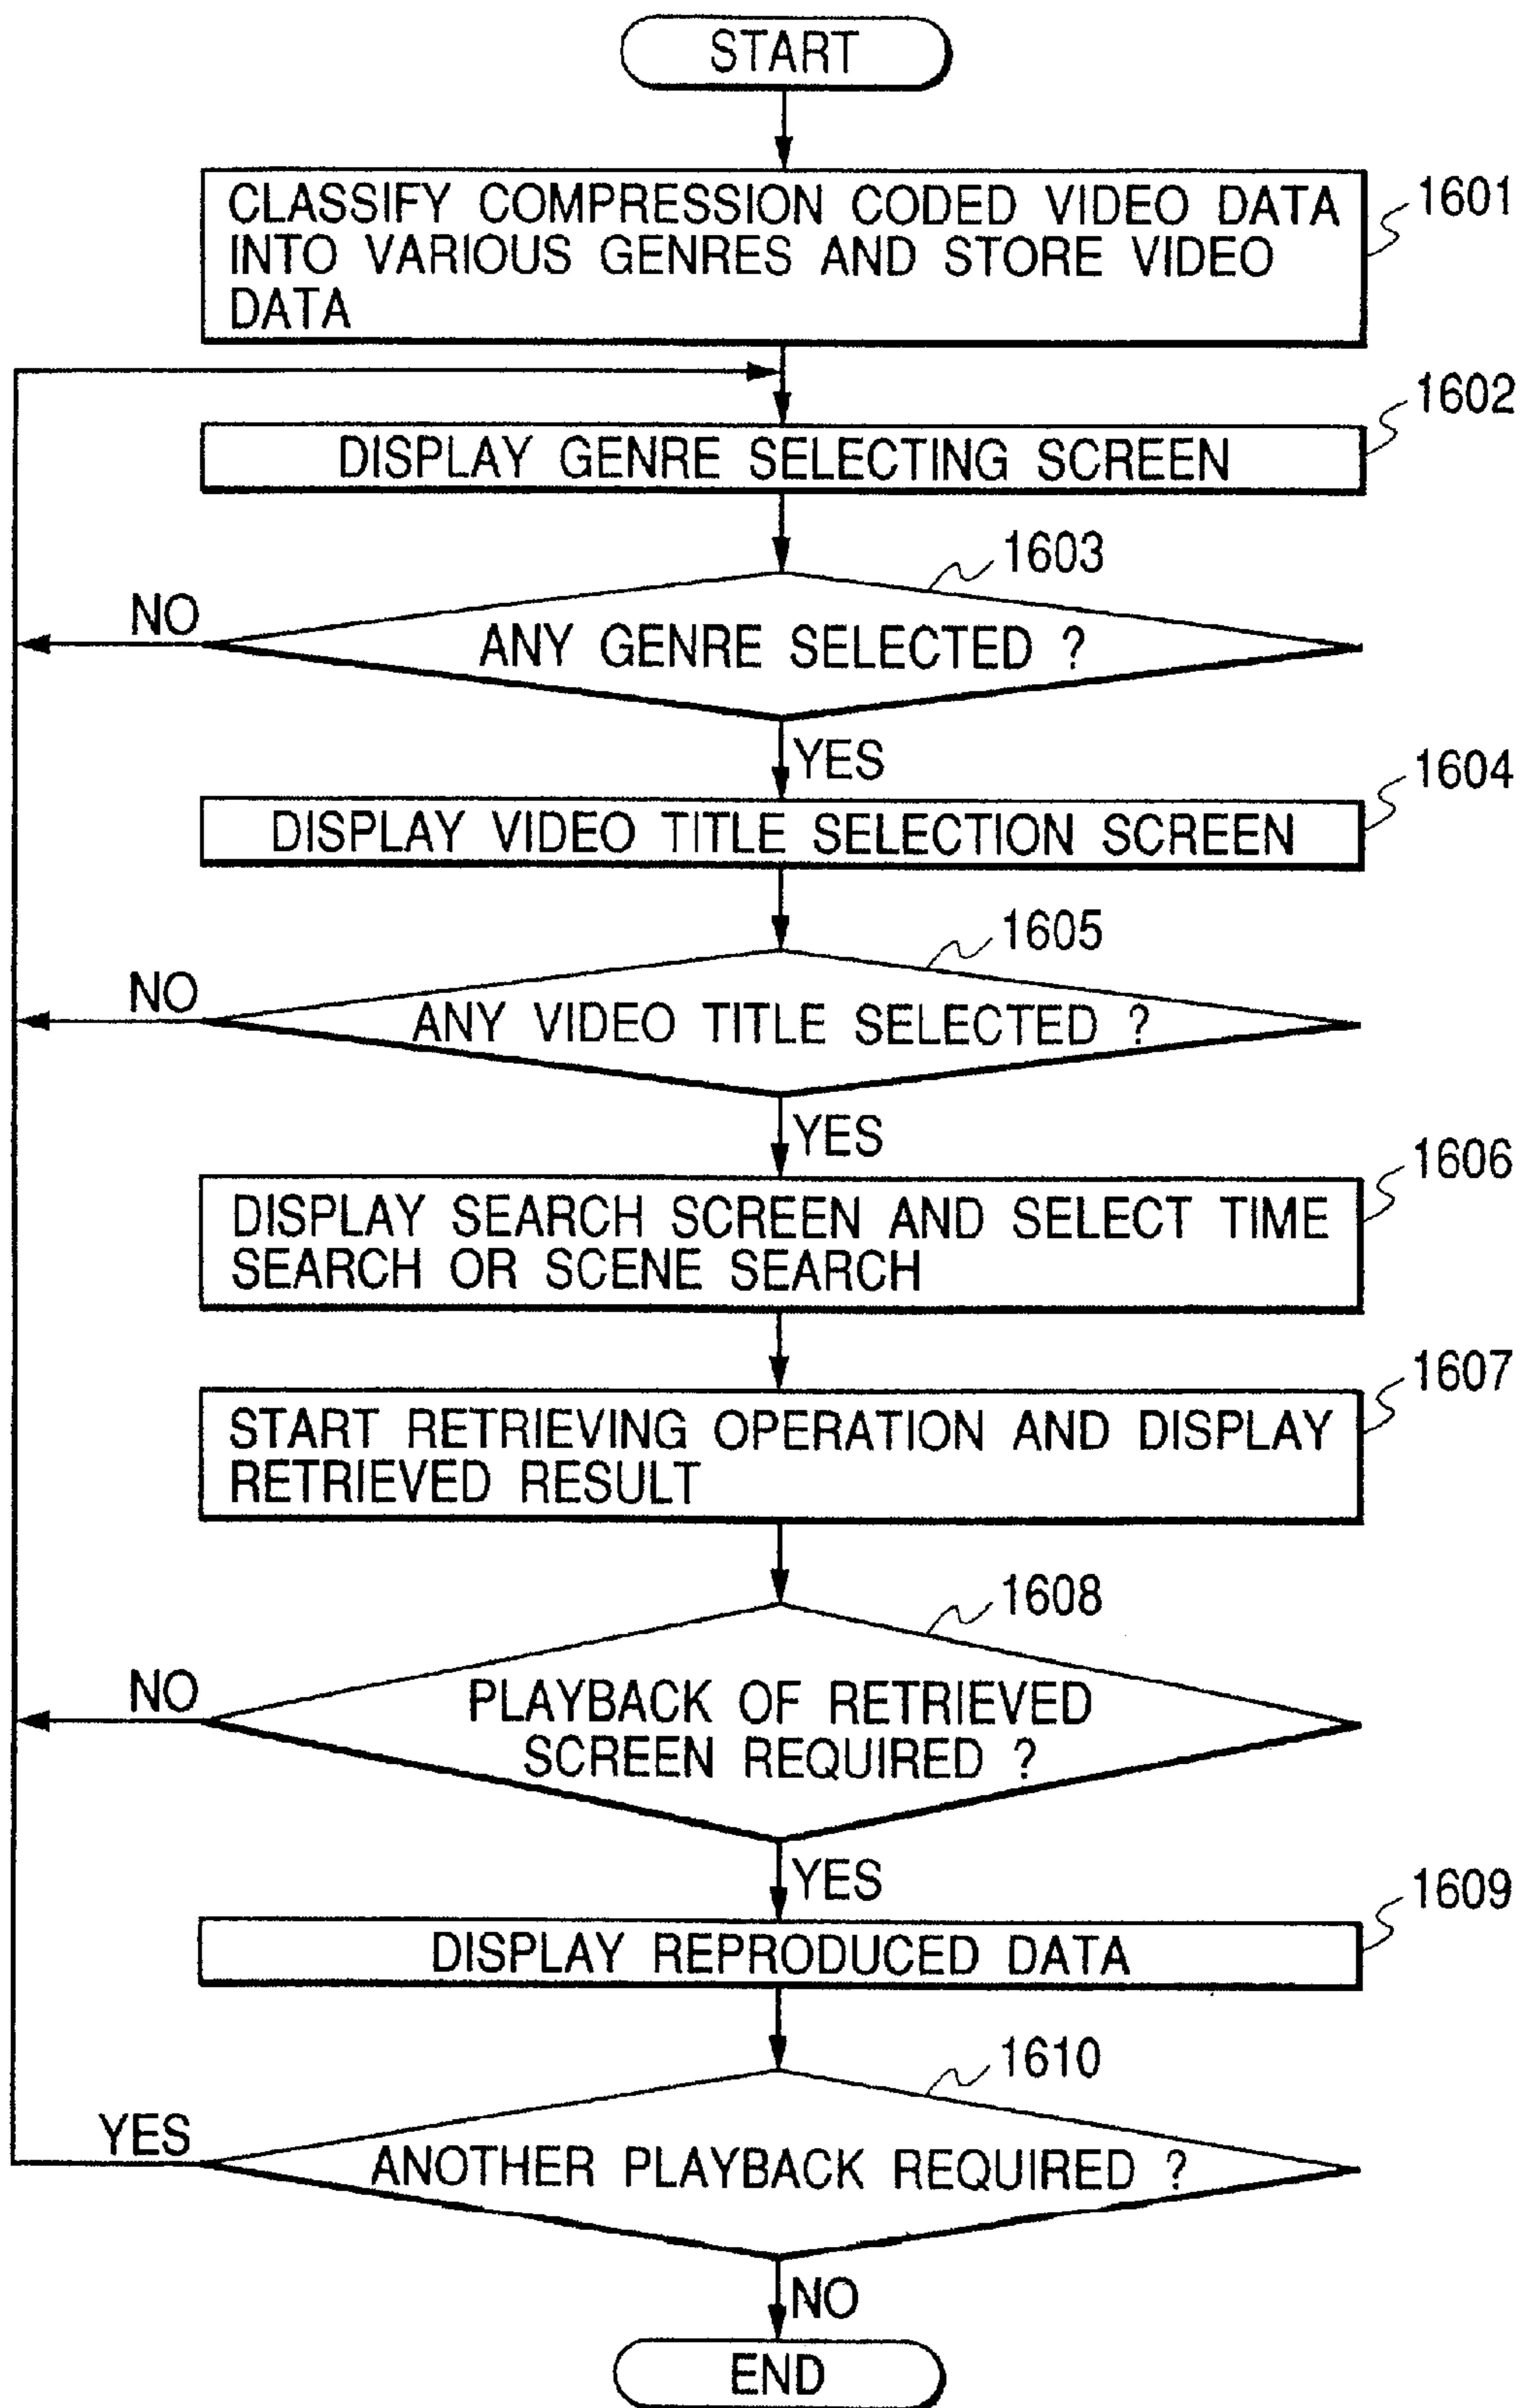 START
CLASSIFY COMPRESSION CODED VIDEO DATA
INTO VARIOUS GENRES AND STORE VIDEO
DATA
1601
DISPLAY GENRE SELECTING SCREEN
1602
1603
ANY GENRE SELECTED ?
NO
YES
DISPLAY VIDEO TITLE SELECTION SCREEN
1604
1605
ANY VIDEO TITLE SELECTED ?
NO
YES
DISPLAY SEARCH SCREEN AND SELECT TIME
SEARCH OR SCENE SEARCH
1606
START RETRIEVING OPERATION AND DISPLAY
RETRIEVED RESULT
1607
1608
PLAYBACK OF RETRIEVED
SCREEN REQUIRED ?
NO
YES
DISPLAY REPRODUCED DATA
1609
1610
ANOTHER PLAYBACK REQUIRED ?
YES
NO
END